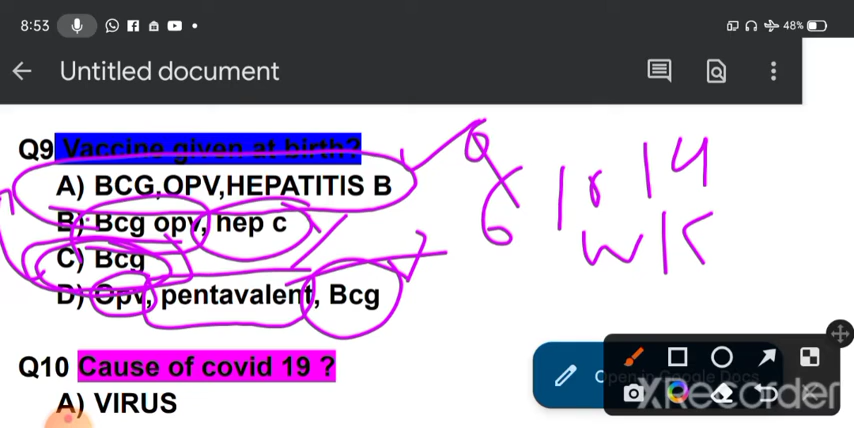 8:53 48%
Untitled document
Q9 Vaccine given at birth?
A) BCG,OPV,HEPATITIS B
B) Bcg opv, hep c
C) Bcg
D) Opv, pentavalent, Bcg
6 10 14
WK
Q10 Cause of covid 19 ?
A) VIRUS
Open in Google Docs
XRecorder